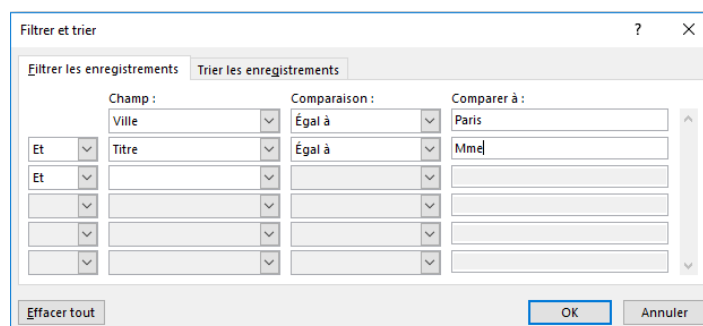 Filtrer et trier ? ×
Filtrer les enregistrements Trier les enregistrements
Champ : Comparaison : Comparer à :
Ville Égal à Paris
Et Titre Égal à Mme
Et
Effacer tout OK Annuler